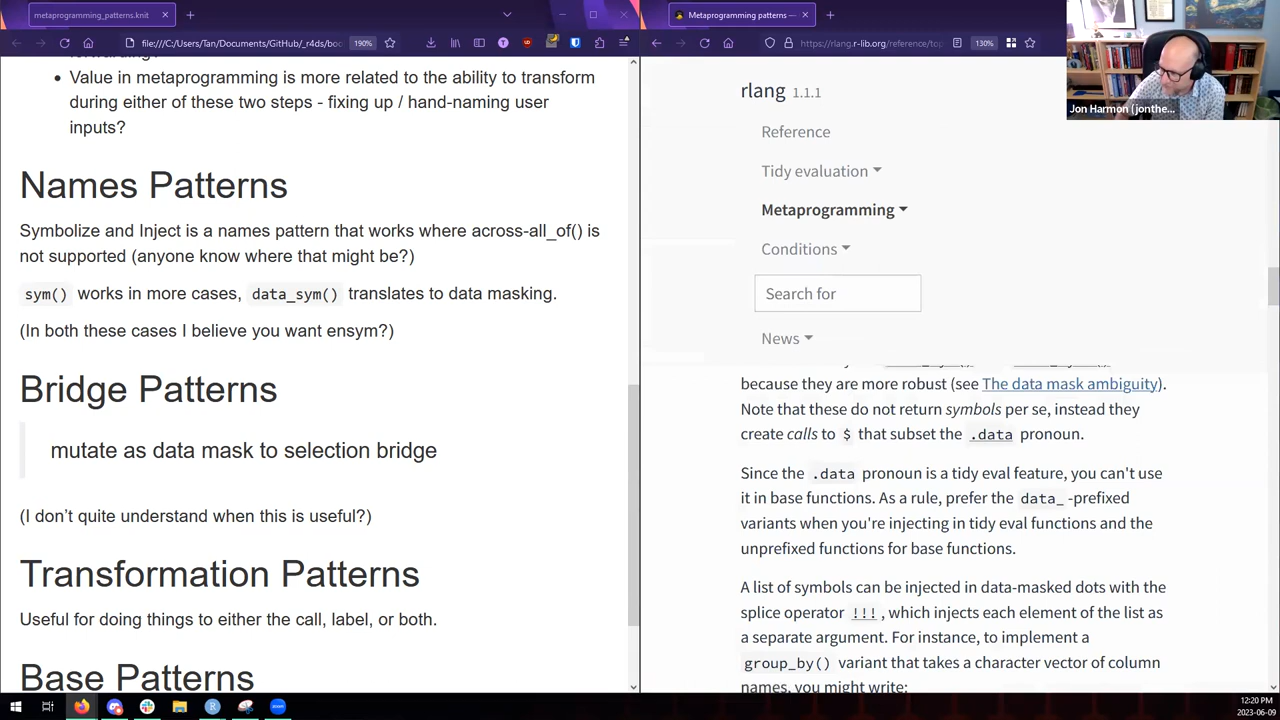 metaprogramming_patterns.knit
file:///C:/Users/Tan/Documents/GitHub/_r4ds/boo
190%
• Value in metaprogramming is more related to the ability to transform
during either of these two steps - fixing up / hand-naming user
inputs?
Names Patterns
Symbolize and Inject is a names pattern that works where across-all_of() is
not supported (anyone know where that might be?)
sym() works in more cases, data_sym() translates to data masking.
(In both these cases I believe you want ensym?)
Bridge Patterns
mutate as data mask to selection bridge
(I don’t quite understand when this is useful?)
Transformation Patterns
Useful for doing things to either the call, label, or both.
Base Patterns
Metaprogramming patterns —
https://rlang.r-lib.org/reference/top
130%
Jon Harmon (jonthe...
rlang 1.1.1
Reference
Tidy evaluation
Metaprogramming
Conditions
Search for
News
because they are more robust (see The data mask ambiguity).
Note that these do not return symbols per se, instead they
create calls to $ that subset the .data pronoun.
Since the .data pronoun is a tidy eval feature, you can't use
it in base functions. As a rule, prefer the data_ -prefixed
variants when you're injecting in tidy eval functions and the
unprefixed functions for base functions.
A list of symbols can be injected in data-masked dots with the
splice operator !!!, which injects each element of the list as
a separate argument. For instance, to implement a
group_by() variant that takes a character vector of column
names, you might write:
12:20 PM
2023-06-09